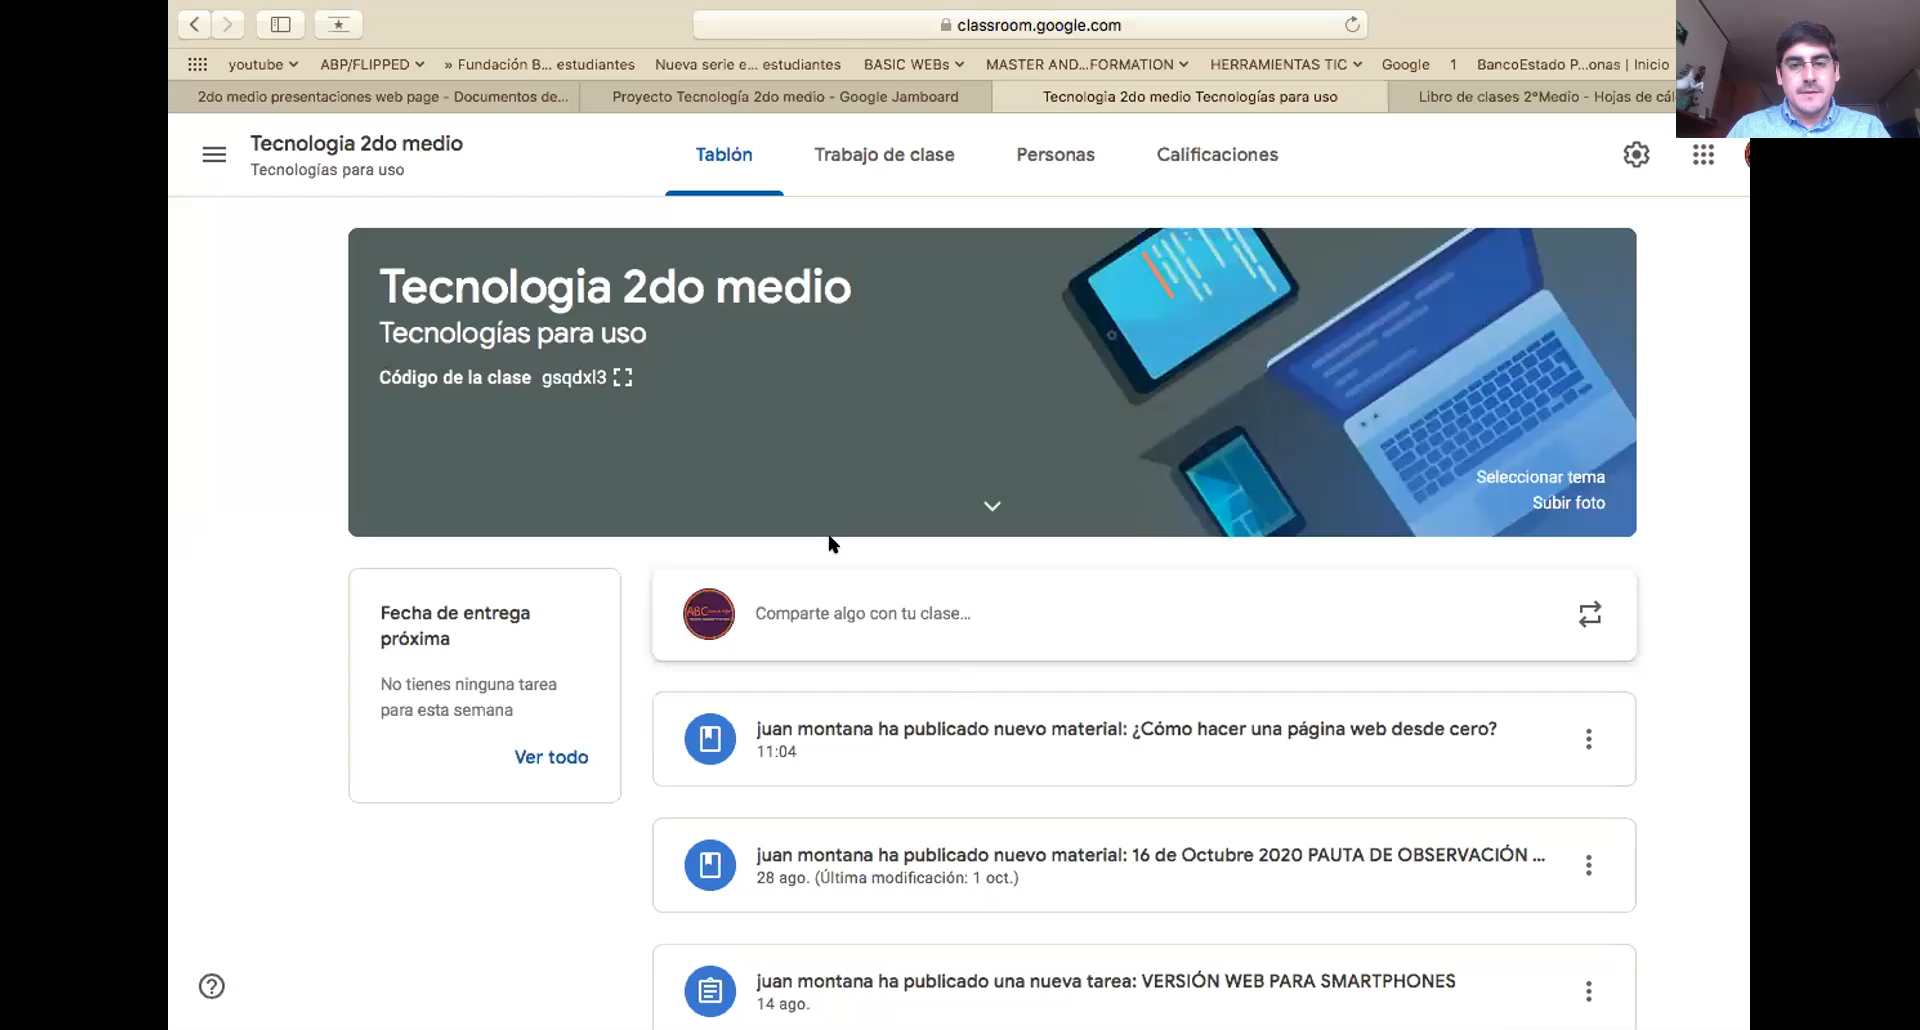 classroom.google.com
youtube
ABP/FLIPPED
» Fundación B... estudiantes
Nueva serie e... estudiantes
BASIC WEBs
MASTER AND...FORMATION
HERRAMIENTAS TIC
Google
1
BancoEstado P...onas | Inicio
2do medio presentaciones web page - Documentos de...
Proyecto Tecnología 2do medio - Google Jamboard
Tecnologia 2do medio Tecnologías para uso
Libro de clases 2°Medio - Hojas de cál
Tecnologia 2do medio
Tecnologías para uso
Tablón
Trabajo de clase
Personas
Calificaciones
Tecnologia 2do medio
Tecnologías para uso
Código de la clase gsqdxl3
Seleccionar tema
Subir foto
Fecha de entrega
próxima
No tienes ninguna tarea
para esta semana
Ver todo
ABC
Comparte algo con tu clase...
juan montana ha publicado nuevo material: ¿Cómo hacer una página web desde cero?
11:04
juan montana ha publicado nuevo material: 16 de Octubre 2020 PAUTA DE OBSERVACIÓN ...
28 ago. (Última modificación: 1 oct.)
juan montana ha publicado una nueva tarea: VERSIÓN WEB PARA SMARTPHONES
14 ago.